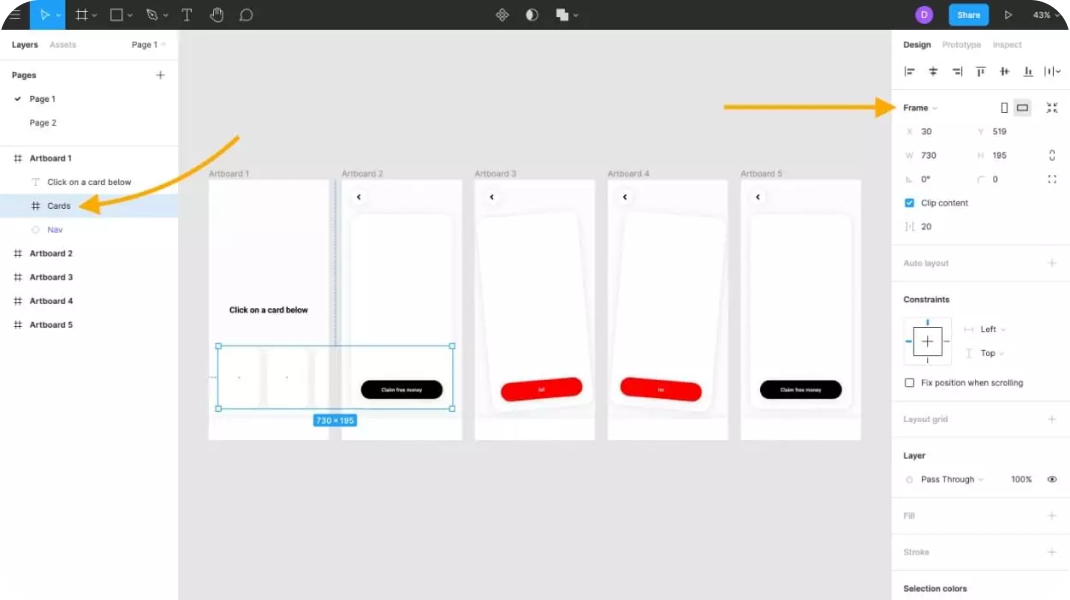 D
Share
43%
Layers
Assets
Page 1
Pages
Page 1
Page 2
Artboard 1
Click on a card below
Cards
Nav
Artboard 2
Artboard 3
Artboard 4
Artboard 5
Artboard 1
Artboard 2
Artboard 3
Artboard 4
Artboard 5
Click on a card below
Claim free money
Claim free money
730 × 195
Design
Prototype
Inspect
Frame
X 30
Y 519
W 730
H 195
0°
0
Clip content
20
Auto layout
Constraints
Left
Top
Fix position when scrolling
Layout grid
Layer
Pass Through
100%
Fill
Stroke
Selection colors